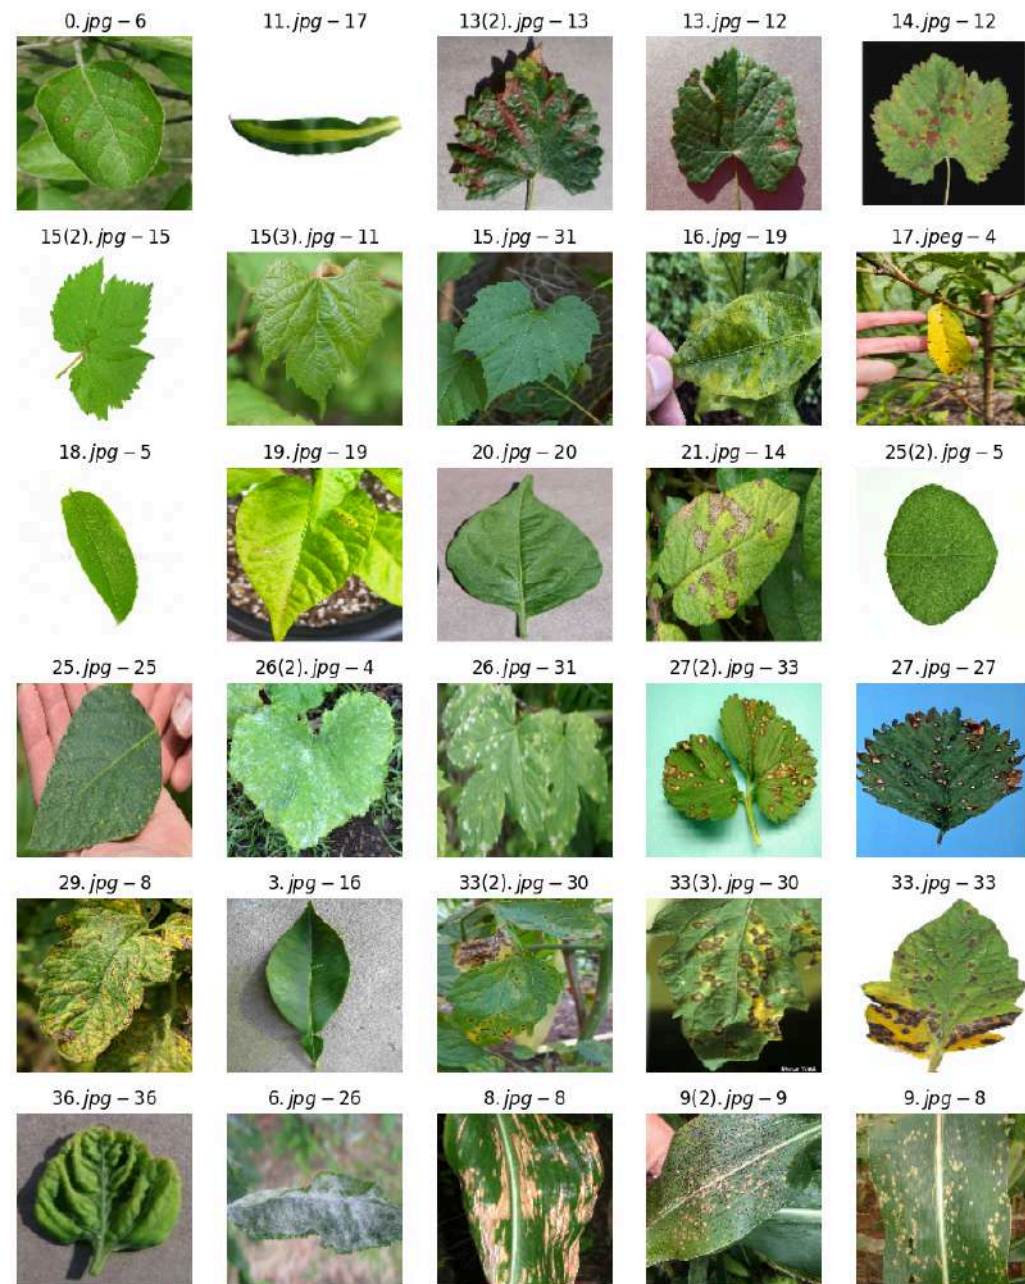 0.jpg − 6
11.jpg − 17
13(2).jpg − 13
13.jpg − 12
14.jpg − 12
15(2).jpg − 15
15(3).jpg − 11
15.jpg − 31
16.jpg − 19
17.jpeg − 4
18.jpg − 5
19.jpg − 19
20.jpg − 20
21.jpg − 14
25(2).jpg − 5
25.jpg − 25
26(2).jpg − 4
26.jpg − 31
27(2).jpg − 33
27.jpg − 27
29.jpg − 8
3.jpg − 16
33(2).jpg − 30
33(3).jpg − 30
33.jpg − 33
36.jpg − 36
6.jpg − 26
8.jpg − 8
9(2).jpg − 9
9.jpg − 8